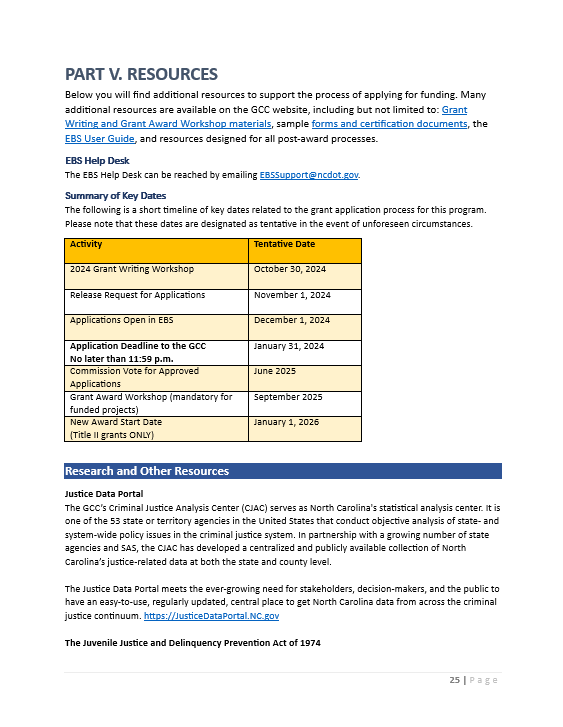 PART V. RESOURCES
Below you will find additional resources to support the process of applying for funding. Many
additional resources are available on the GCC website, including but not limited to: Grant
Writing and Grant Award Workshop materials, sample forms and certification documents, the
EBS User Guide, and resources designed for all post-award processes.
EBS Help Desk
The EBS Help Desk can be reached by emailing EBSSupport@ncdot.gov.
Summary of Key Dates
The following is a short timeline of key dates related to the grant application process for this program.
Please note that these dates are designated as tentative in the event of unforeseen circumstances.
Activity Tentative Date
2024 Grant Writing Workshop October 30, 2024
Release Request for Applications November 1, 2024
Applications Open in EBS December 1, 2024
Application Deadline to the GCC January 31, 2024
No later than 11:59 p.m.
Commission Vote for Approved June 2025
Applications
Grant Award Workshop (mandatory for September 2025
funded projects)
New Award Start Date January 1, 2026
(Title II grants ONLY)
Research and Other Resources
Justice Data Portal
The GCC's Criminal Justice Analysis Center (CJAC) serves as North Carolina's statistical analysis center. It is
one of the 53 state or territory agencies in the United States that conduct objective analysis of state- and
system-wide policy issues in the criminal justice system. In partnership with a growing number of state
agencies and SAS, the CJAC has developed a centralized and publicly available collection of North
Carolina's justice-related data at both the state and county level.
The Justice Data Portal meets the ever-growing need for stakeholders, decision-makers, and the public to
have an easy-to-use, regularly updated, central place to get North Carolina data from across the criminal
justice continuum. https://JusticeDataPortal.NC.gov
The Juvenile Justice and Delinquency Prevention Act of 1974
25 | Page